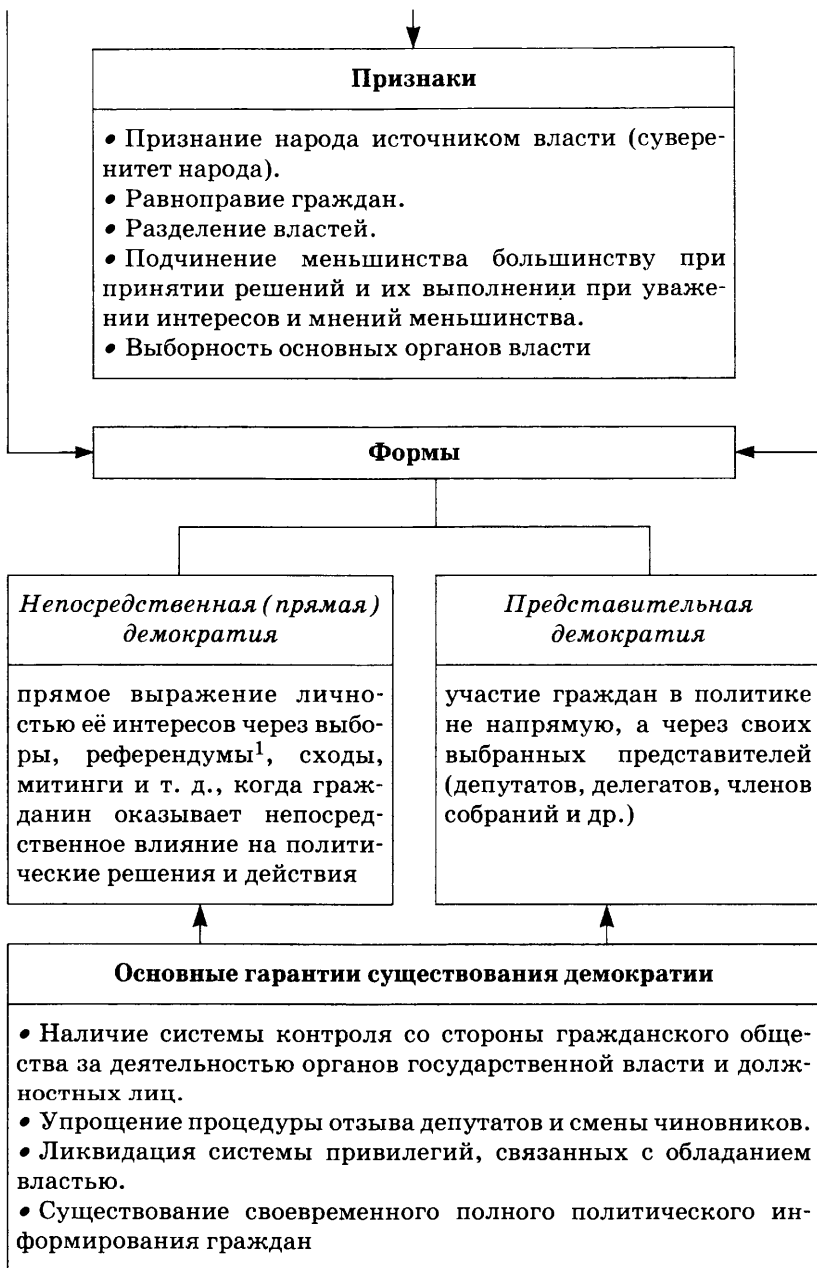 Признаки
• Признание народа источником власти (сувере-
нитет народа).
• Равноправие граждан.
• Разделение властей.
• Подчинение меньшинства большинству при
принятии решений и их выполнении при уваже-
нии интересов и мнений меньшинства.
• Выборность основных органов власти
Формы
Непосредственная (прямая)
демократия
прямое выражение лично-
стью её интересов через выбо-
ры, референдумы¹, сходы,
митинги и т. д., когда граж-
данин оказывает непосред-
ственное влияние на полити-
ческие решения и действия
Представительная
демократия
участие граждан в политике
не напрямую, а через своих
выбранных представителей
(депутатов, делегатов, членов
собраний и др.)
Основные гарантии существования демократии
• Наличие системы контроля со стороны гражданского обще-
ства за деятельностью органов государственной власти и долж-
ностных лиц.
• Упрощение процедуры отзыва депутатов и смены чиновников.
• Ликвидация системы привилегий, связанных с обладанием
властью.
• Существование своевременного полного политического ин-
формирования граждан